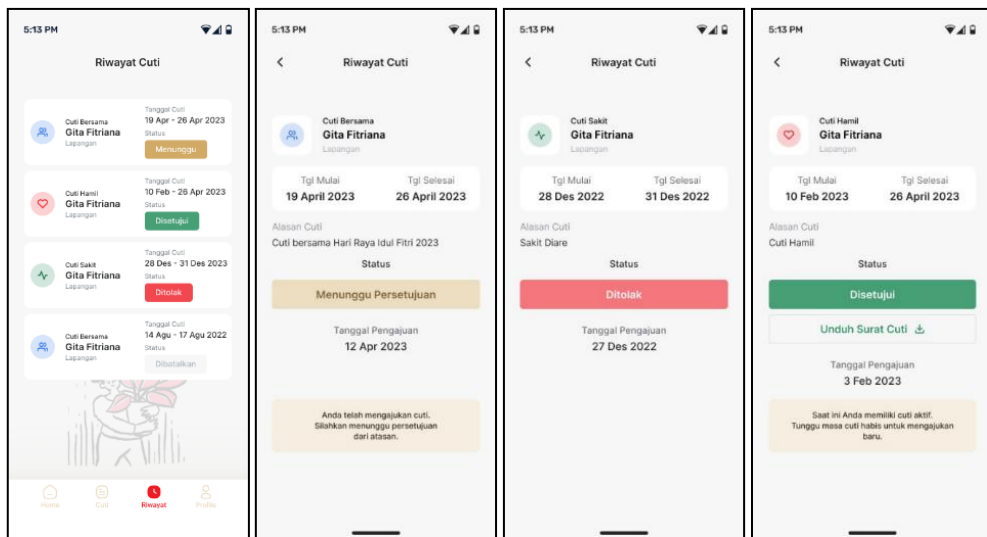 5:13 PM
Riwayat Cuti
Cuti Bersama
Gita Fitriana
Lapangan
Tanggal Cuti
19 Apr - 26 Apr 2023
Status
Menunggu
Cuti Hamil
Gita Fitriana
Lapangan
Tanggal Cuti
10 Feb - 26 Apr 2023
Status
Disetujui
Cuti Sakit
Gita Fitriana
Lapangan
Tanggal Cuti
28 Des - 31 Des 2023
Status
Ditolak
Cuti Bersama
Gita Fitriana
Lapangan
Tanggal Cuti
14 Agu - 17 Agu 2022
Status
Dibatalkan
Home
Cuti
Riwayat
Profile
5:13 PM
Riwayat Cuti
Cuti Bersama
Gita Fitriana
Lapangan
Tgl Mulai
19 April 2023
Tgl Selesai
26 April 2023
Alasan Cuti
Cuti bersama Hari Raya Idul Fitri 2023
Status
Menunggu Persetujuan
Tanggal Pengajuan
12 Apr 2023
Anda telah mengajukan cuti.
Silahkan menunggu persetujuan
dari atasan.
5:13 PM
Riwayat Cuti
Cuti Sakit
Gita Fitriana
Lapangan
Tgl Mulai
28 Des 2022
Tgl Selesai
31 Des 2022
Alasan Cuti
Sakit Diare
Status
Ditolak
Tanggal Pengajuan
27 Des 2022
5:13 PM
Riwayat Cuti
Cuti Hamil
Gita Fitriana
Lapangan
Tgl Mulai
10 Feb 2023
Tgl Selesai
26 April 2023
Alasan Cuti
Cuti Hamil
Status
Disetujui
Unduh Surat Cuti
Tanggal Pengajuan
3 Feb 2023
Saat ini Anda memiliki cuti aktif.
Tunggu masa cuti habis untuk mengajukan
baru.